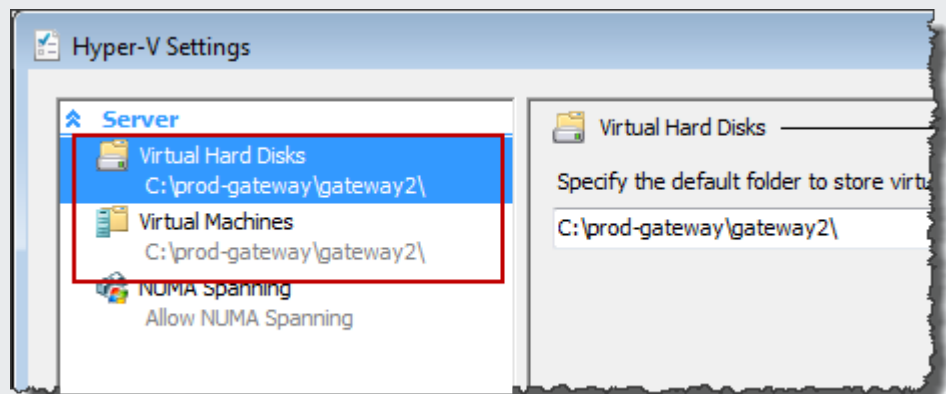 Hyper-V Settings
Server
Virtual Hard Disks
C:\prod-gateway\gateway2\
Virtual Machines
C:\prod-gateway\gateway2\
NUMA Spanning
Allow NUMA Spanning
Virtual Hard Disks
Specify the default folder to store
C:\prod-gateway\gateway2\